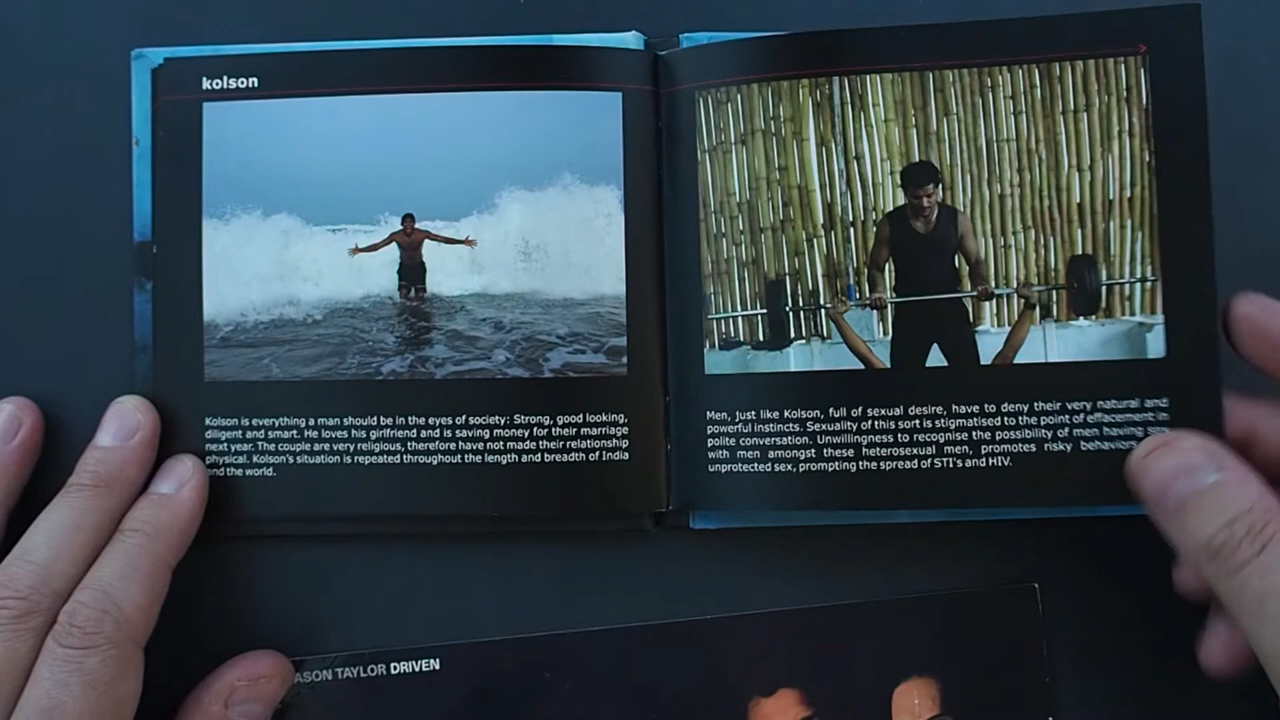 kolson
Kolson is everything a man should be in the eyes of society: Strong, good looking,
diligent and smart. He loves his girlfriend and is saving money for their marriage
next year. The couple are very religious, therefore have not made their relationship
physical. Kolson's situation is repeated throughout the length and breadth of India
and the world.
Men, just like Kolson, full of sexual desire, have to deny their very natural and
powerful instincts. Sexuality of this sort is stigmatised to the point of effacement in
polite conversation. Unwillingness to recognise the possibility of men having sex
with men amongst these heterosexual men, promotes risky behaviors
unprotected sex, prompting the spread of STI's and HIV.
ASON TAYLOR DRIVEN